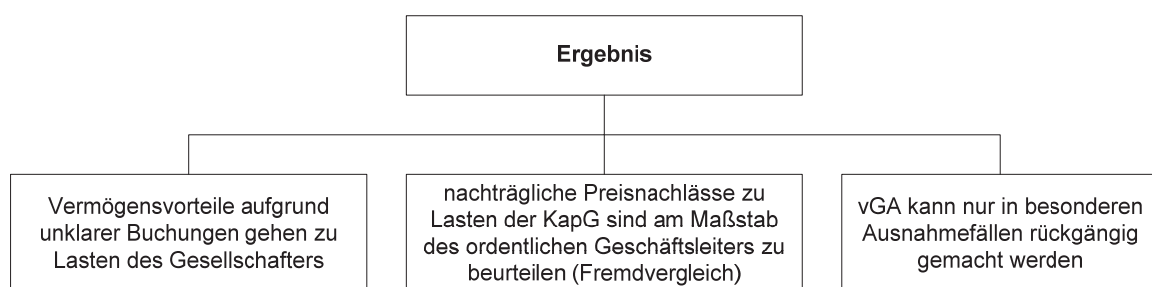 Ergebnis
Vermögensvorteile aufgrund
unklarer Buchungen gehen zu
Lasten des Gesellschafters
nachträgliche Preisnachlässe zu
Lasten der KapG sind am Maßstab
des ordentlichen Geschäftsleiters zu
beurteilen (Fremdvergleich)
vGA kann nur in besonderen
Ausnahmefällen rückgängig
gemacht werden